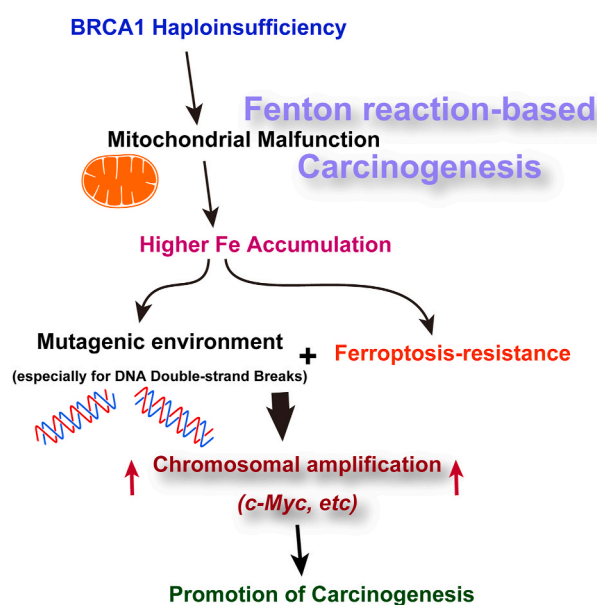 BRCA1 Haploinsufficiency
Fenton reaction-based
Mitochondrial Malfunction
Carcinogenesis
Higher Fe Accumulation
Mutagenic environment
+
Ferroptosis-resistance
(especially for DNA Double-strand Breaks)
Chromosomal amplification
(c-Myc, etc)
Promotion of Carcinogenesis